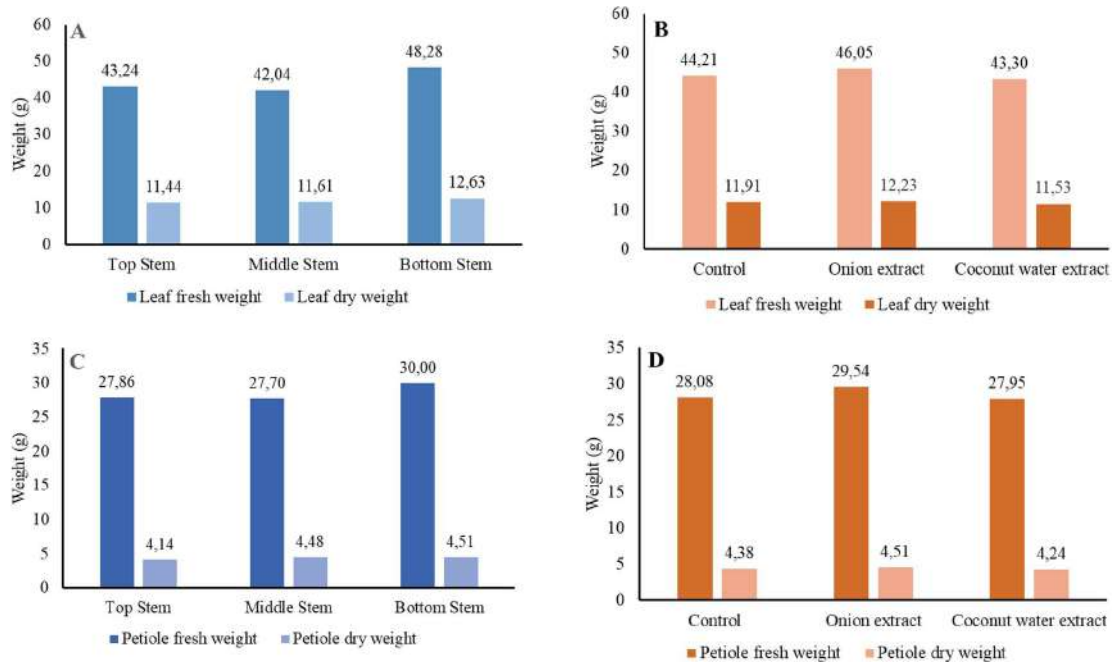 A
60
50
40
30
20
10
0
Weight (g)
43,24
11,44
42,04
11,61
48,28
12,63
Top Stem
Middle Stem
Bottom Stem
Leaf fresh weight
Leaf dry weight
B
60
50
40
30
20
10
0
Weight (g)
44,21
11,91
46,05
12,23
43,30
11,53
Control
Onion extract
Coconut water extract
Leaf fresh weight
Leaf dry weight
C
35
30
25
20
15
10
5
0
Weight (g)
27,86
4,14
27,70
4,48
30,00
4,51
Top Stem
Middle Stem
Bottom Stem
Petiole fresh weight
Petiole dry weight
D
35
30
25
20
15
10
5
0
Weight (g)
28,08
4,38
29,54
4,51
27,95
4,24
Control
Onion extract
Coconut water extract
Petiole fresh weight
Petiole dry weight